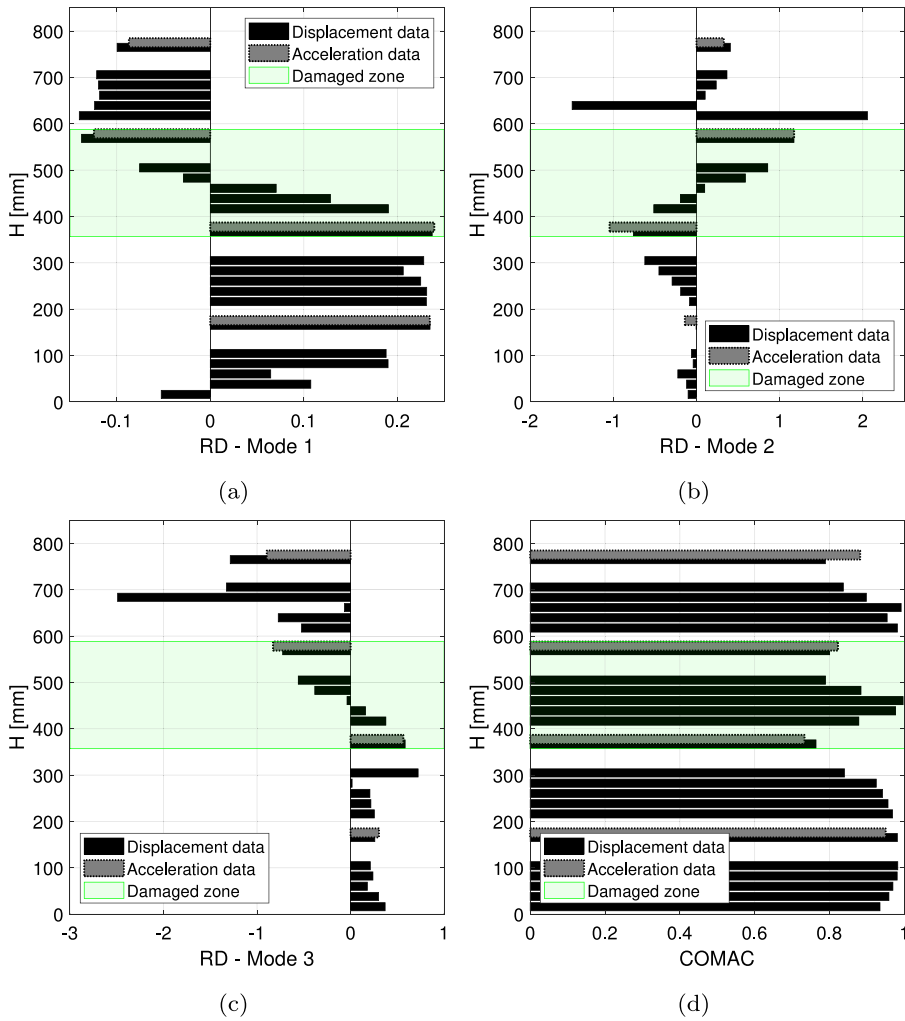 800
700
600
500
400
300
200
100
0
H [mm]
-0.1
0
0.1
0.2
RD - Mode 1
Displacement data
Acceleration data
Damaged zone
(a)
800
700
600
500
400
300
200
100
0
H [mm]
-2
-1
0
1
2
RD - Mode 2
Displacement data
Acceleration data
Damaged zone
(b)
800
700
600
500
400
300
200
100
0
H [mm]
-3
-2
-1
0
1
RD - Mode 3
Displacement data
Acceleration data
Damaged zone
(c)
800
700
600
500
400
300
200
100
0
H [mm]
0
0.2
0.4
0.6
0.8
1
COMAC
Displacement data
Acceleration data
Damaged zone
(d)